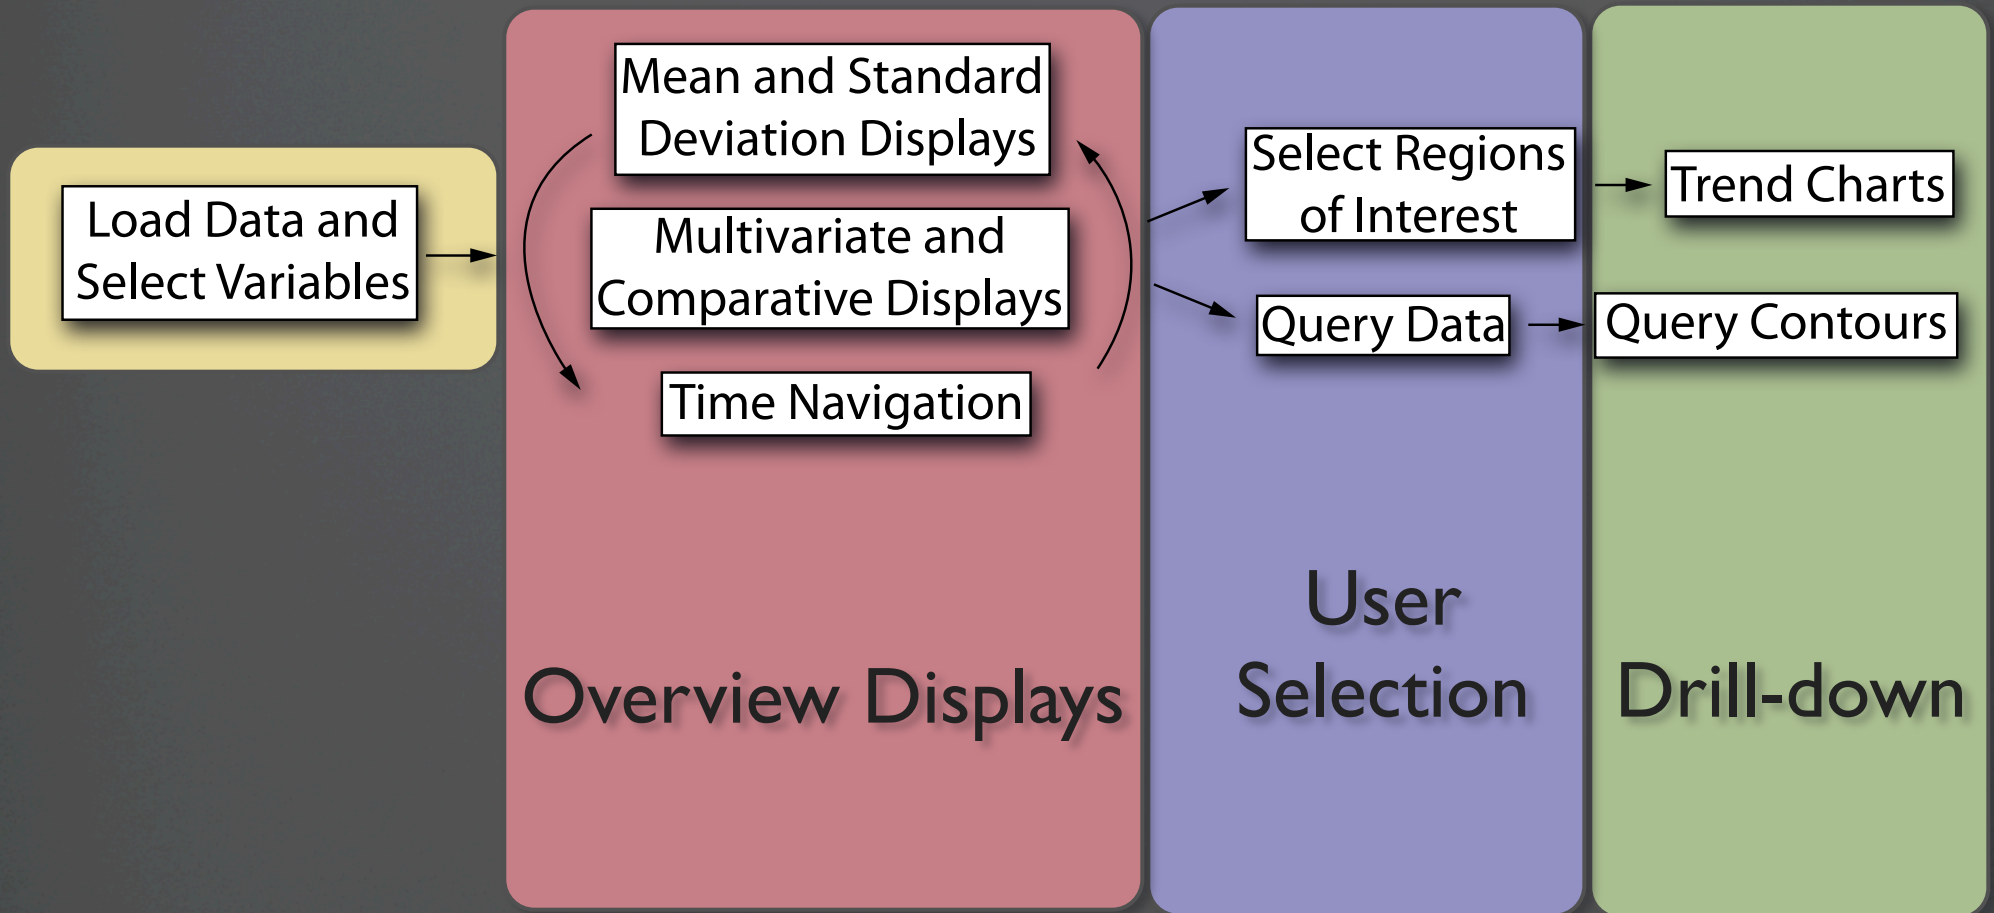 Load Data and
Select Variables
Mean and Standard
Deviation Displays
Multivariate and
Comparative Displays
Time Navigation
Overview Displays
Select Regions
of Interest
Query Data
User
Selection
Trend Charts
Query Contours
Drill-down